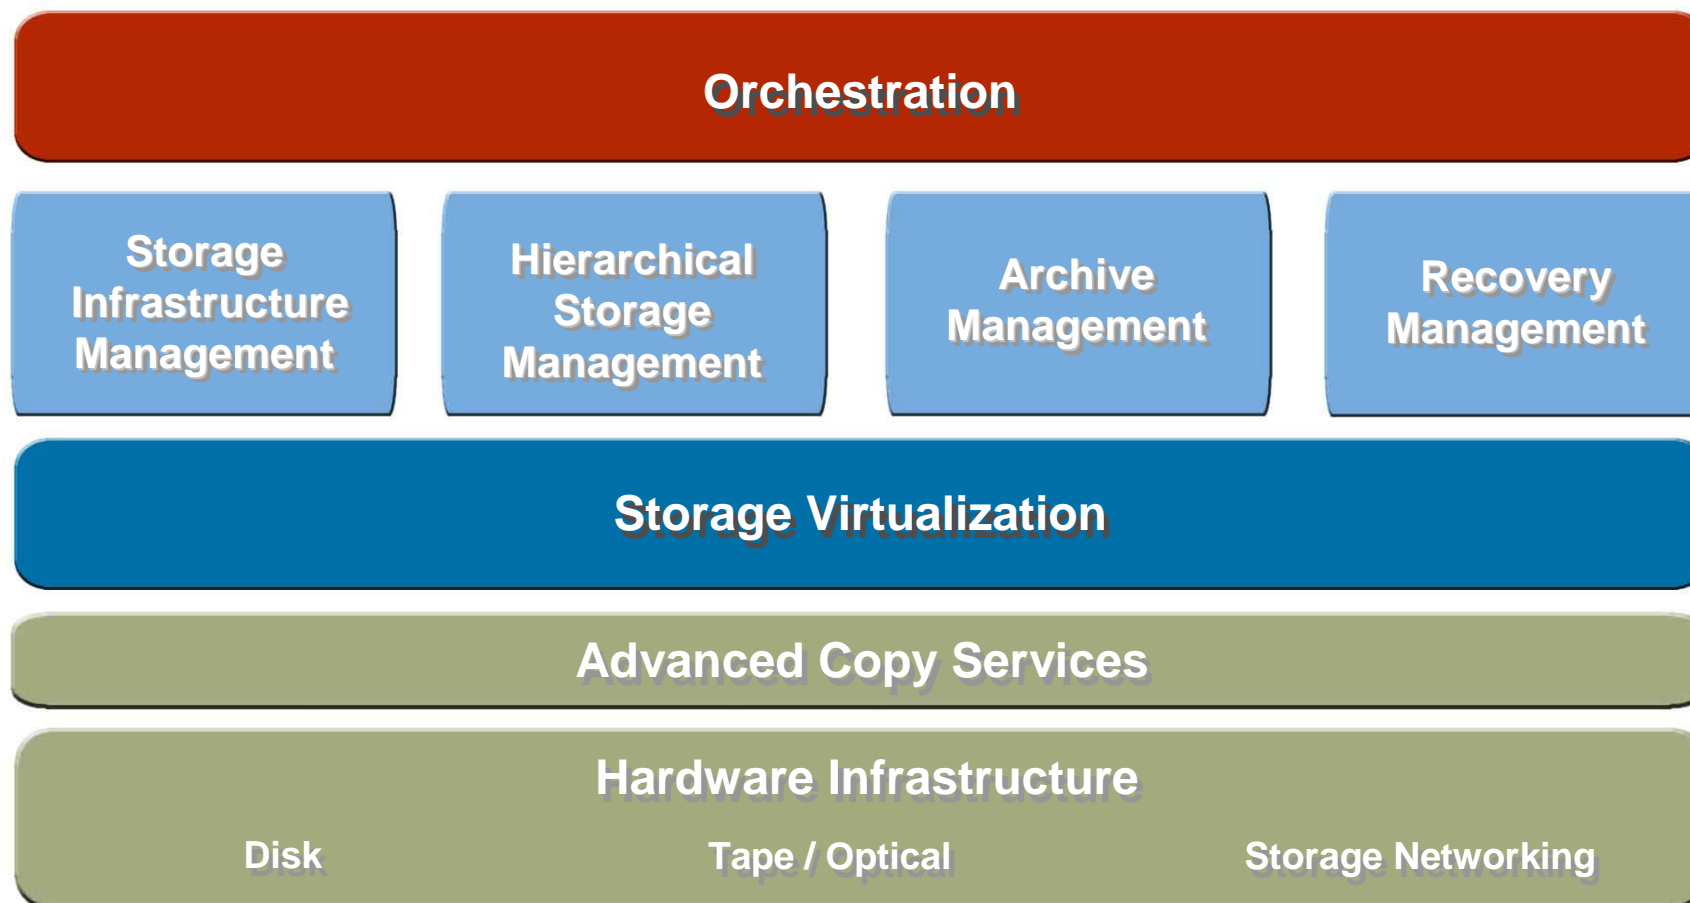 Orchestration
Storage
Infrastructure
Management
Hierarchical
Storage
Management
Archive
Management
Recovery
Management
Storage Virtualization
Advanced Copy Services
Hardware Infrastructure
Disk
Tape / Optical
Storage Networking